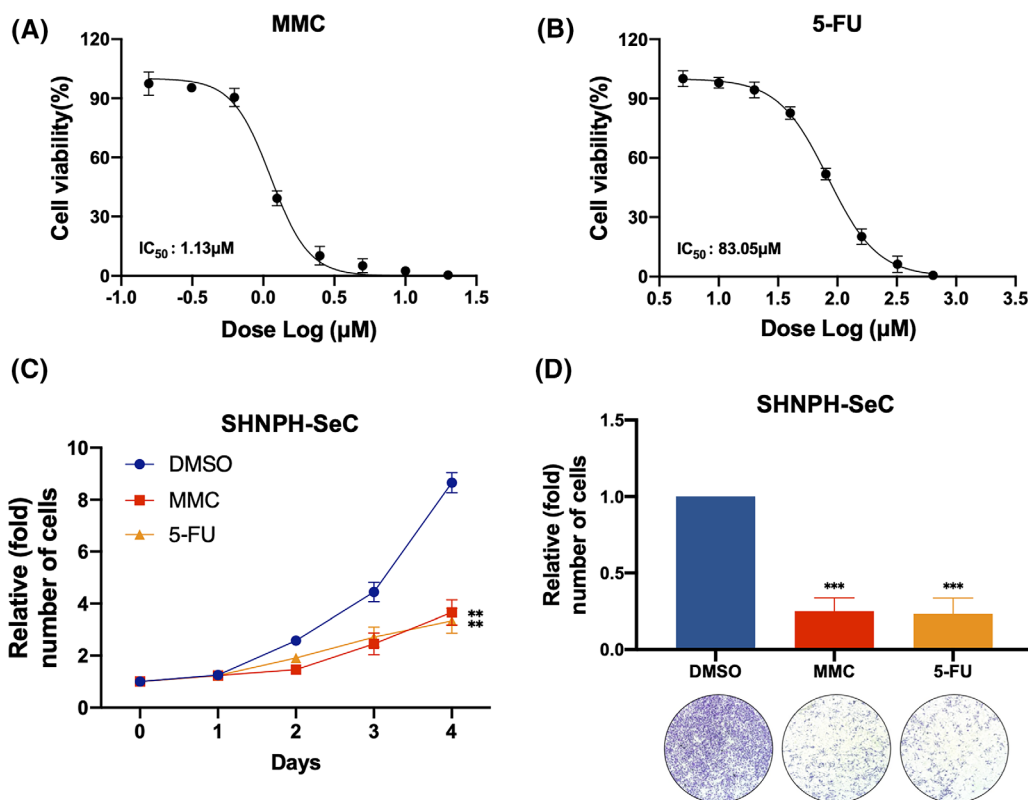 (A)
MMC
Cell viability(%)
120
90
60
30
0
IC50 : 1.13µM
-1.0 -0.5 0.0 0.5 1.0 1.5
Dose Log (µM)
(B)
5-FU
Cell viability(%)
120
90
60
30
0
IC50 : 83.05µM
0.5 1.0 1.5 2.0 2.5 3.0 3.5
Dose Log (µM)
(C)
SHNPH-SeC
Relative (fold)
number of cells
10
8
6
4
2
0
DMSO
MMC
5-FU
**
**
0 1 2 3 4
Days
(D)
SHNPH-SeC
Relative (fold)
number of cells
1.5
1.0
0.5
0.0
*** ***
DMSO MMC 5-FU